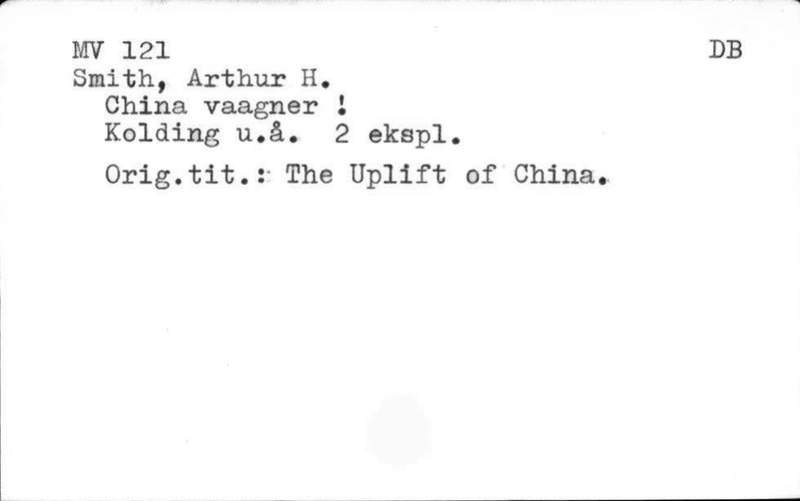 MV 121 DB
Smith, Arthur H.
China vaagner !
Kolding u.å. 2 ekspl.
Orig.tit.: The Uplift of China.